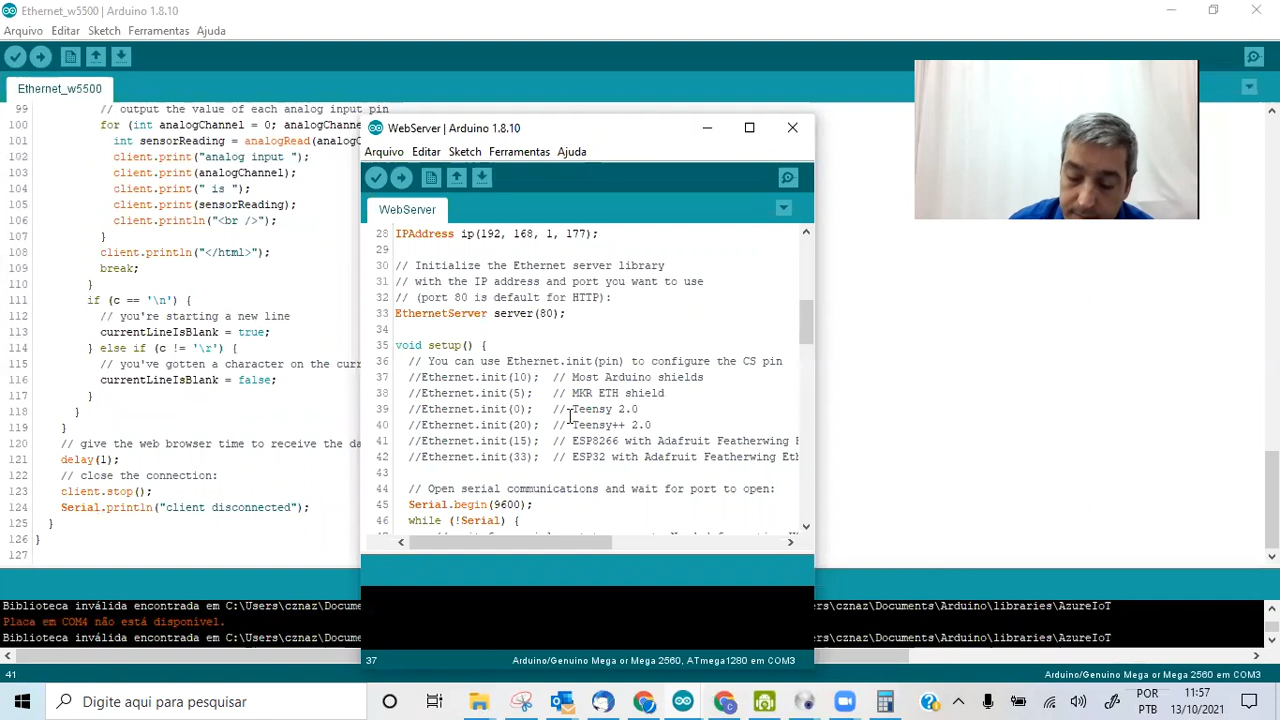 Ethernet_w5500 | Arduino 1.8.10
Arquivo Editar Sketch Ferramentas Ajuda
Ethernet_w5500
99 // output the value of each analog input pin
100 for (int analogChannel = 0; analogChanne
101 int sensorReading = analogRead(analogC
102 client.print("analog input ");
103 client.print(analogChannel);
104 client.print(" is ");
105 client.print(sensorReading);
106 client.println("<br />");
107 }
108 client.println("</html>");
109 break;
110 }
111 if (c == '\n') {
112 // you're starting a new line
113 currentLineIsBlank = true;
114 } else if (c != '\r') {
115 // you've gotten a character on the curr
116 currentLineIsBlank = false;
117 }
118 }
119 }
120 // give the web browser time to receive the da
121 delay(1);
122 // close the connection:
123 client.stop();
124 Serial.println("client disconnected");
125 }
126 }
127
WebServer | Arduino 1.8.10
Arquivo Editar Sketch Ferramentas Ajuda
WebServer
28 IPAddress ip(192, 168, 1, 177);
29
30 // Initialize the Ethernet server library
31 // with the IP address and port you want to use
32 // (port 80 is default for HTTP):
33 EthernetServer server(80);
34
35 void setup() {
36 // You can use Ethernet.init(pin) to configure the CS pin
37 //Ethernet.init(10); // Most Arduino shields
38 //Ethernet.init(5); // MKR ETH shield
39 //Ethernet.init(0); // Teensy 2.0
40 //Ethernet.init(20); // Teensy++ 2.0
41 //Ethernet.init(15); // ESP8266 with Adafruit Featherwing E
42 //Ethernet.init(33); // ESP32 with Adafruit Featherwing Eth
43
44 // Open serial communications and wait for port to open:
45 Serial.begin(9600);
46 while (!Serial) {
37 Arduino/Genuino Mega or Mega 2560, ATmega1280 em COM3
Biblioteca inválida encontrada em C:\Users\cznaz\Docume
ers\cznaz\Documents\Arduino\libraries\AzureIoT
Placa em COM4 não está disponível.
Biblioteca inválida encontrada em C:\Users\cznaz\Docume
ers\cznaz\Documents\Arduino\libraries\AzureIoT
41 Arduino/Genuino Mega or Mega 2560 em COM3
Digite aqui para pesquisar
POR 11:57
PTB 13/10/2021